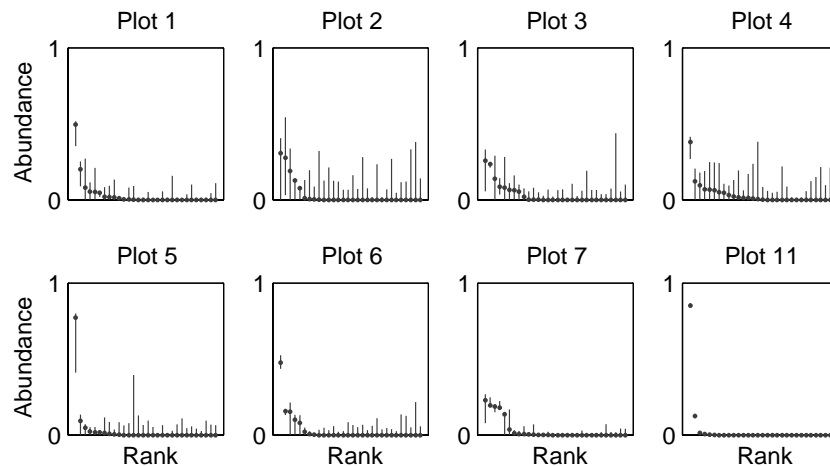 Plot 1 Plot 2 Plot 3 Plot 4
1 1 1 1
Abundance
0 0 0 0
Plot 5 Plot 6 Plot 7 Plot 11
1 1 1 1
Abundance
0 0 0 0
Rank Rank Rank Rank